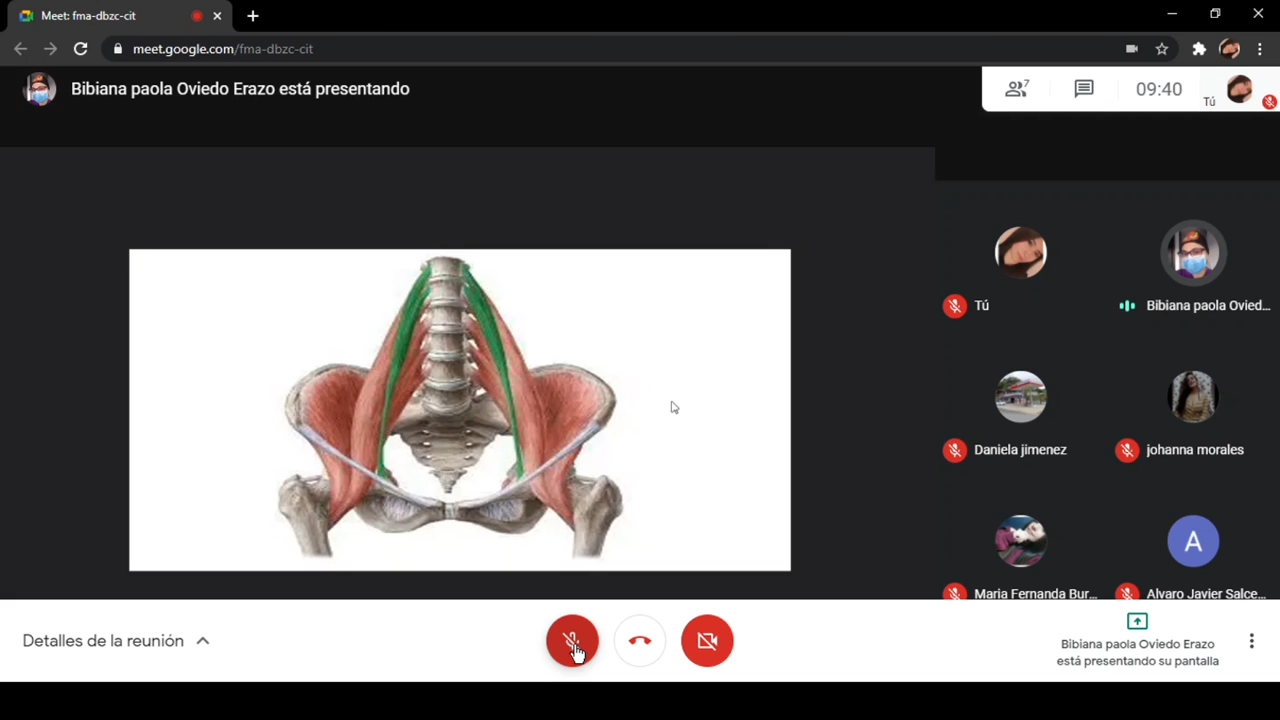 Meet: fma-dbzc-cit
meet.google.com/fma-dbzc-cit
Bibiana paola Oviedo Erazo está presentando
7
09:40
Tú
Tú
Bibiana paola Ovied...
Daniela jimenez
johanna morales
Maria Fernanda Bur...
A
Alvaro Javier Salce...
Detalles de la reunión
Bibiana paola Oviedo Erazo
está presentando su pantalla